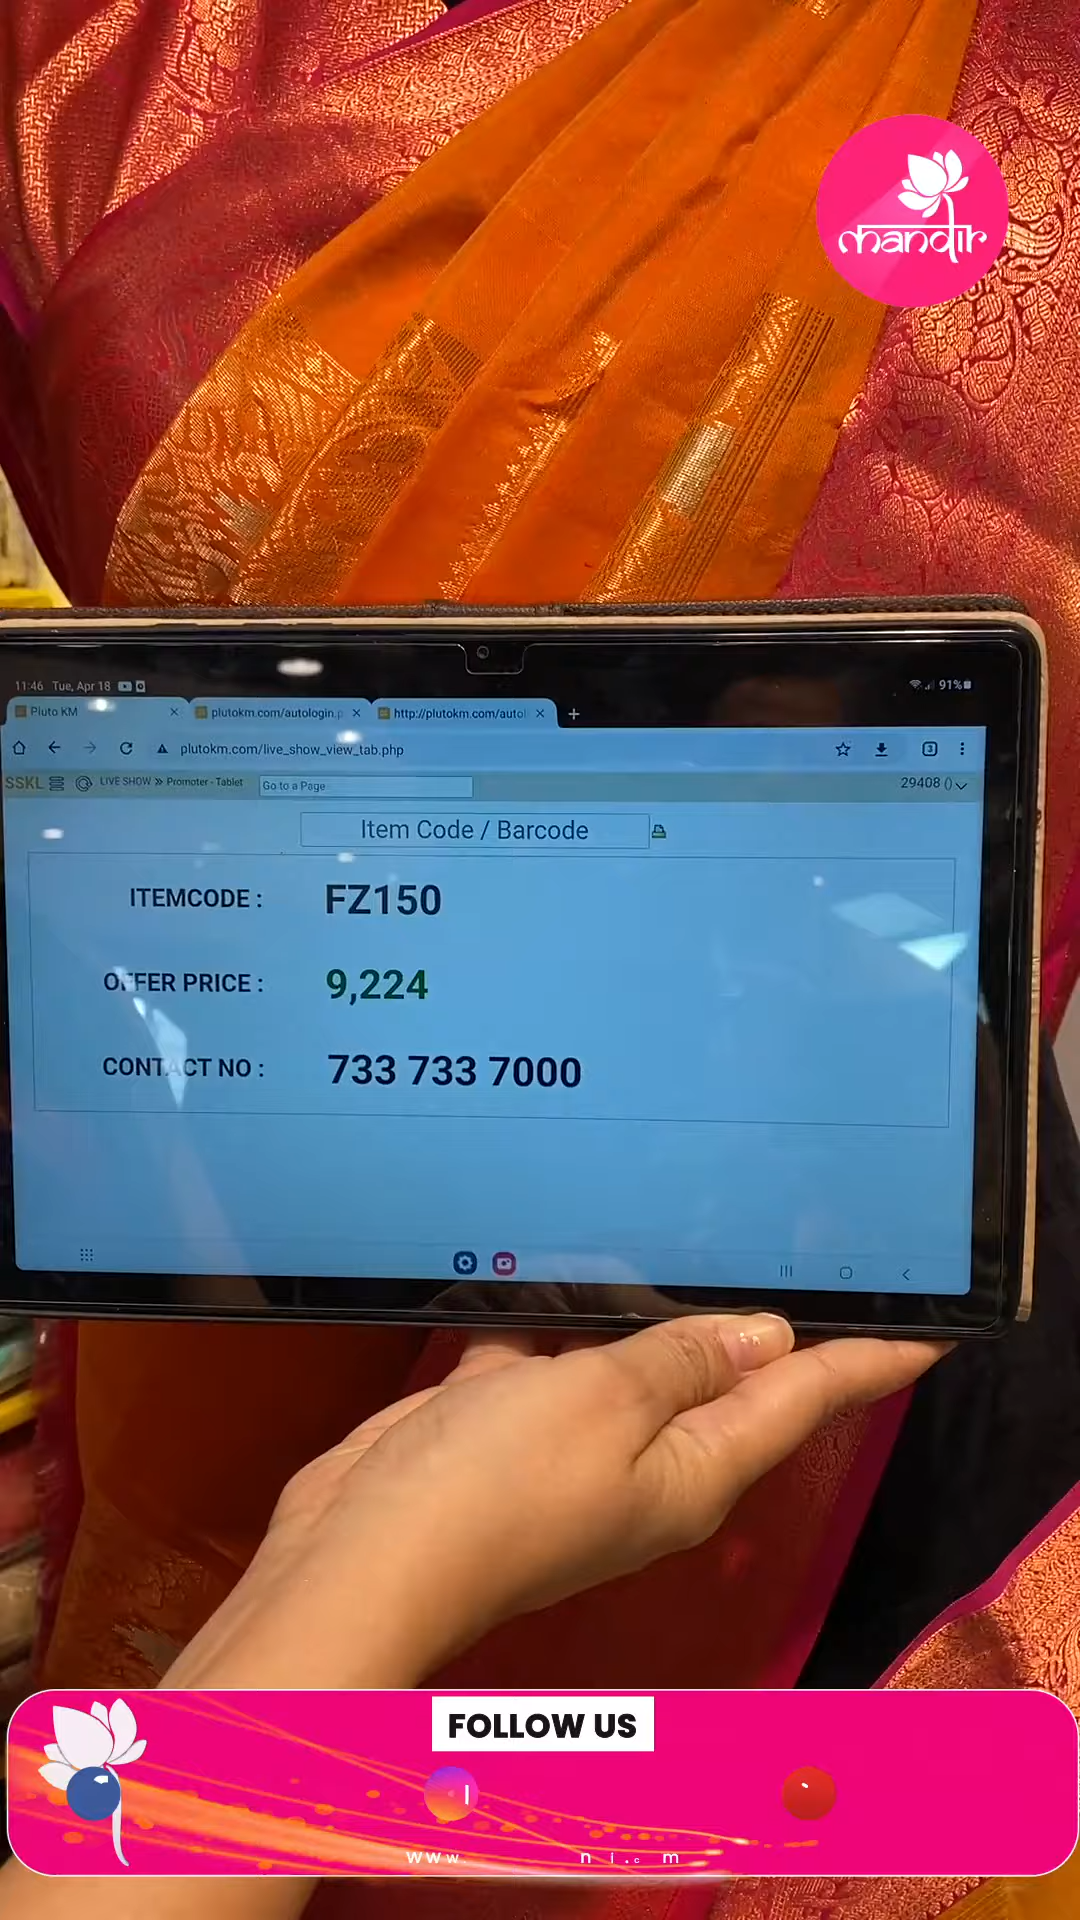 mandir
11:46 Tue, Apr 18
91%
Pluto KM
plutokm.com/autologin.p
http://plutokm.com/autol
plutokm.com/live_show_view_tab.php
3
SSKL
LIVE SHOW >> Promoter - Tablet
Go to a Page
29408 ()
Item Code / Barcode
ITEMCODE : FZ150
OFFER PRICE : 9,224
CONTACT NO : 733 733 7000
FOLLOW US